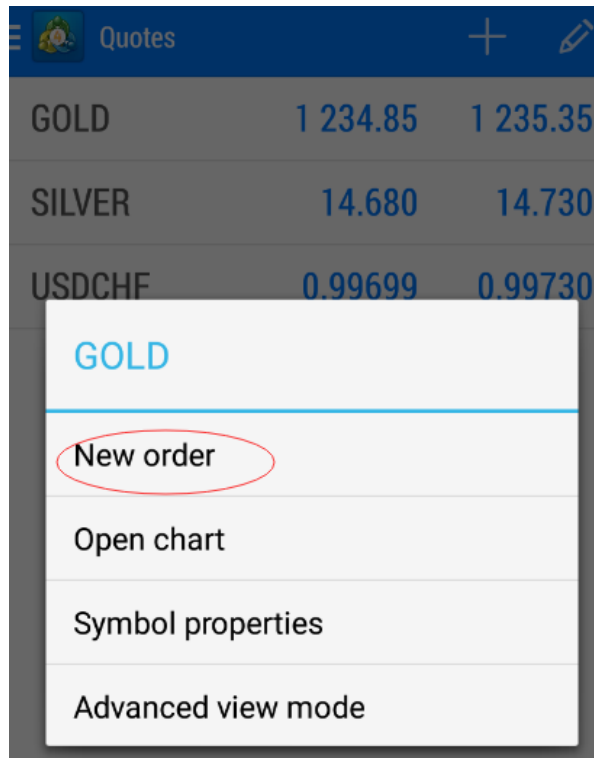 Quotes
GOLD 1 234.85 1 235.35
SILVER 14.680 14.730
USDCHF 0.99699 0.99730
GOLD
New order
Open chart
Symbol properties
Advanced view mode